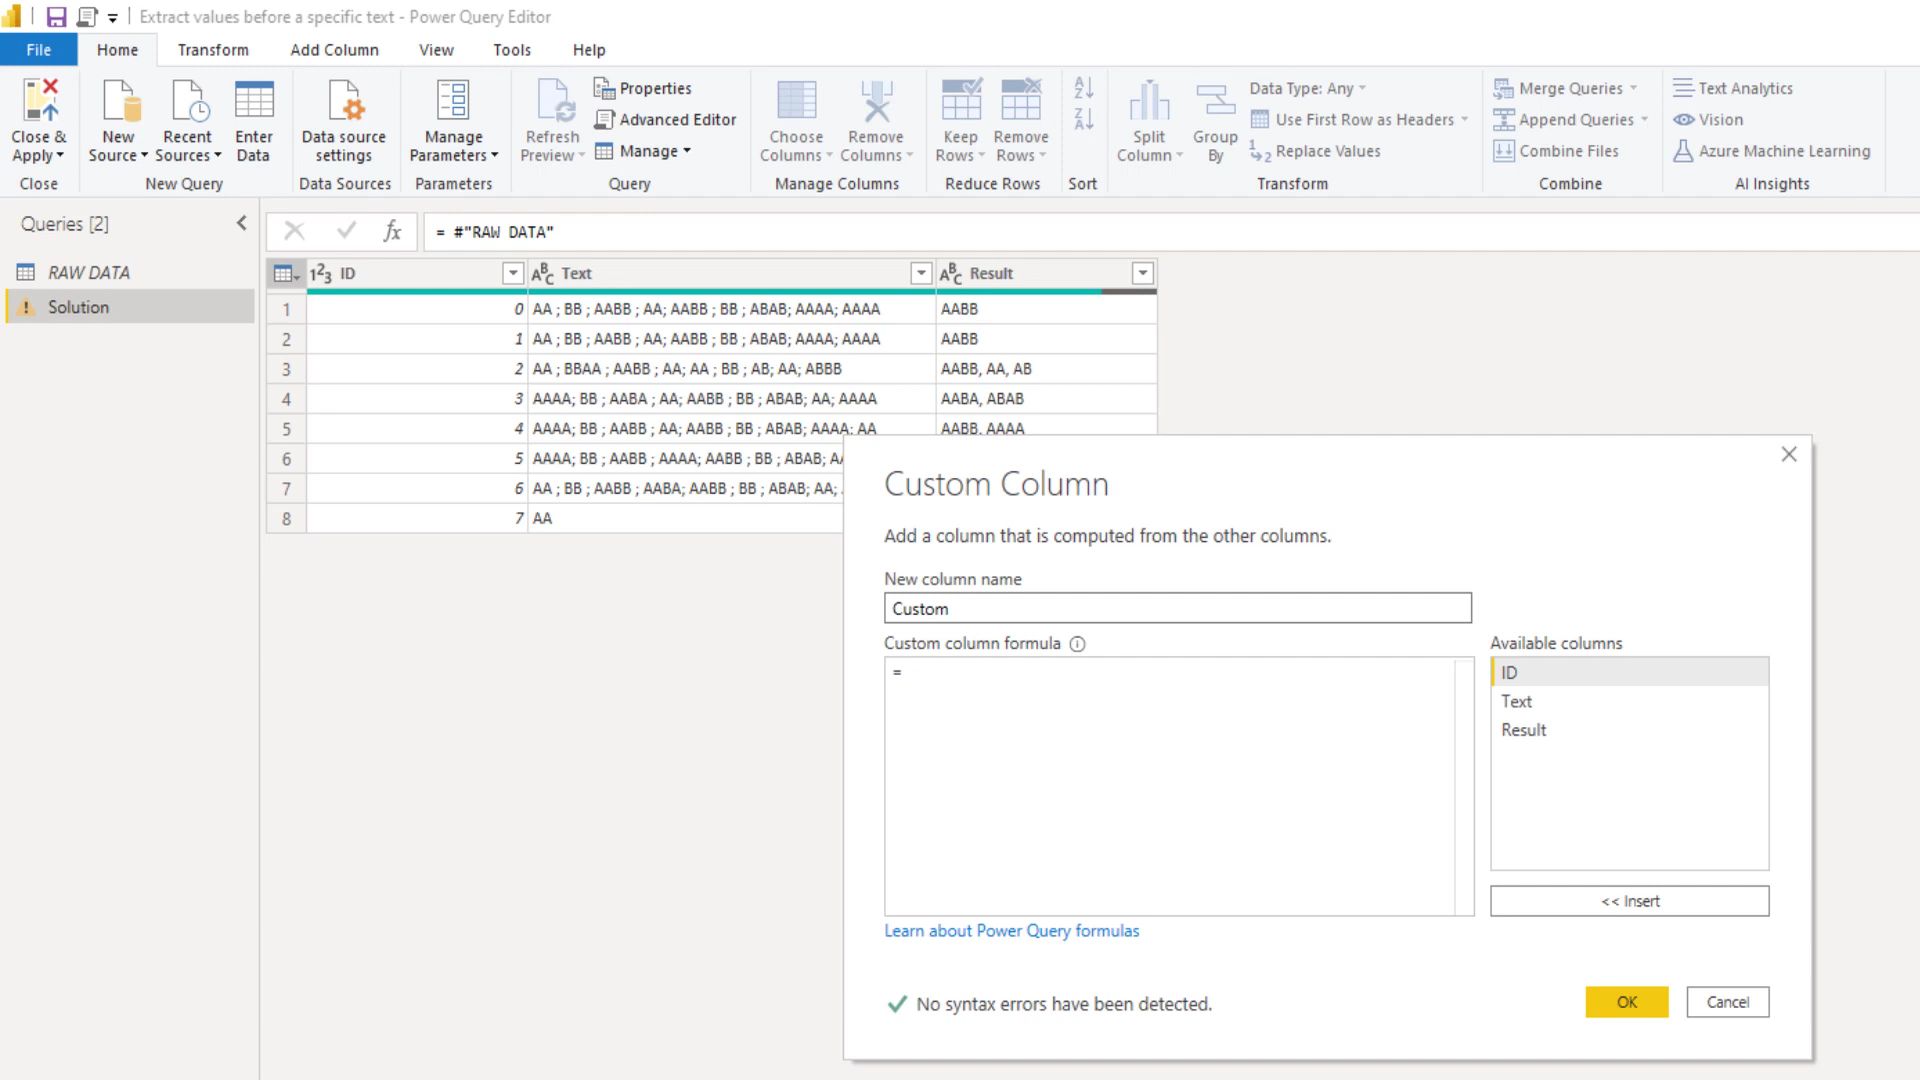 Extract values before a specific text - Power Query Editor
File Home Transform Add Column View Tools Help
Close & Apply
New Source
Recent Sources
Enter Data
Data source settings
Manage Parameters
Refresh Preview
Properties
Advanced Editor
Manage
Choose Columns
Remove Columns
Keep Rows
Remove Rows
A Z
Z A
Split Column
Group By
Data Type: Any
Use First Row as Headers
1 2 Replace Values
Merge Queries
Append Queries
Combine Files
Text Analytics
Vision
Azure Machine Learning
Close New Query Data Sources Parameters Query Manage Columns Reduce Rows Sort Transform Combine AI Insights
Queries [2]
RAW DATA
Solution
fx = #"RAW DATA"
1 2 3 ID A B C Text A B C Result
1 0 AA ; BB ; AABB ; AA; AABB ; BB ; ABAB; AAAA; AAAA AABB
2 1 AA ; BB ; AABB ; AA; AABB ; BB ; ABAB; AAAA; AAAA AABB
3 2 AA ; BBAA ; AABB ; AA; AA ; BB ; AB; AA; ABBB AABB, AA, AB
4 3 AAAA; BB ; AABA ; AA; AABB ; BB ; ABAB; AA; AAAA AABA, ABAB
5 4 AAAA; BB ; AABB ; AA; AABB ; BB ; ABAB; AAAA; AA AABB, AAAA
6 5 AAAA; BB ; AABB ; AAAA; AABB ; BB ; ABAB;
7 6 AA ; BB ; AABB ; AABA; AABB ; BB ; ABAB; AA;
8 7 AA
Custom Column
Add a column that is computed from the other columns.
New column name
Custom
Custom column formula
=
Available columns
ID
Text
Result
<< Insert
Learn about Power Query formulas
No syntax errors have been detected.
OK Cancel